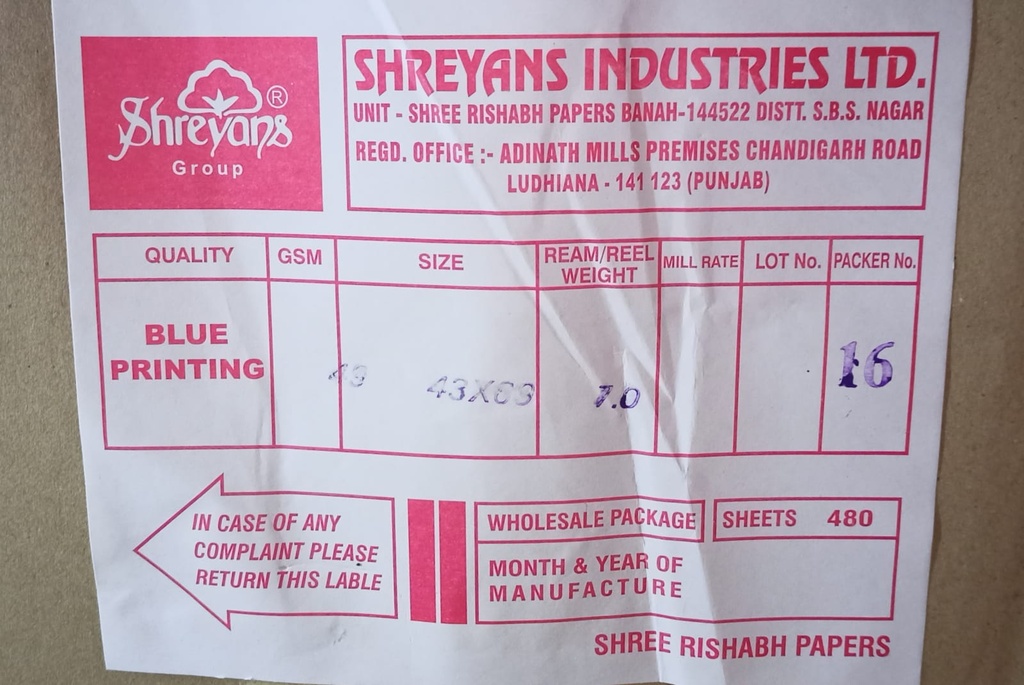 Shreyans ®
Group
SHREYANS INDUSTRIES LTD.
UNIT - SHREE RISHABH PAPERS BANAH-144522 DISTT. S.B.S. NAGAR
REGD. OFFICE :- ADINATH MILLS PREMISES CHANDIGARH ROAD
LUDHIANA - 141 123 (PUNJAB)
QUALITY GSM SIZE REAM/REEL WEIGHT MILL RATE LOT No. PACKER No.
BLUE
PRINTING
7.0 16
IN CASE OF ANY
COMPLAINT PLEASE
RETURN THIS LABLE
WHOLESALE PACKAGE SHEETS 480
MONTH & YEAR OF
MANUFACTURE
SHREE RISHABH PAPERS